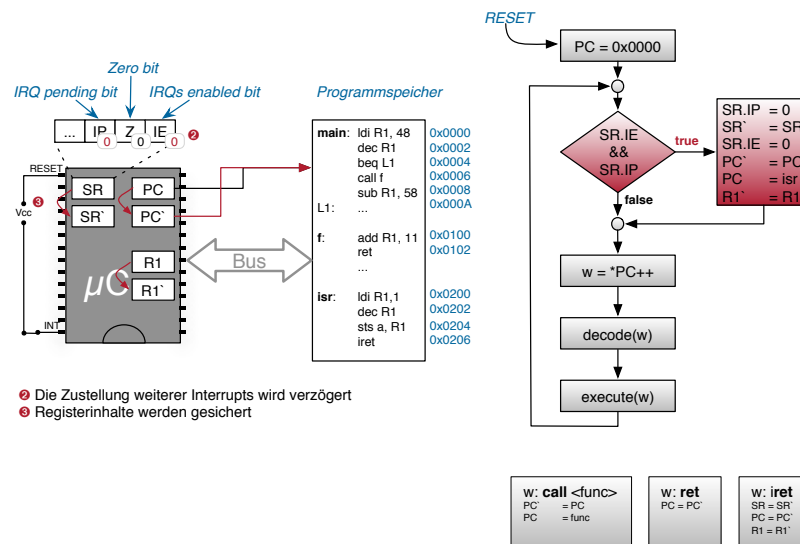 RESET
Zero bit
IRQ pending bit
IRQs enabled bit
... IP Z IE ❷
0 0 0
RESET
❸
Vcc
INT
SR PC
SR` PC`
R1
R1`
µC
Bus
Programmspeicher
main: ldi R1, 48 0x0000
dec R1 0x0002
beq L1 0x0004
call f 0x0006
sub R1, 58 0x0008
L1: ... 0x000A
f: add R1, 11 0x0100
ret 0x0102
...
isr: ldi R1,1 0x0200
dec R1 0x0202
sts a, R1 0x0204
iret 0x0206
❷ Die Zustellung weiterer Interrupts wird verzögert
❸ Registerinhalte werden gesichert
PC = 0x0000
SR.IE
&&
SR.IP
true
false
SR.IP = 0
SR` = SR
SR.IE = 0
PC` = PC
PC = isr
R1` = R1
w = *PC++
decode(w)
execute(w)
w: call <func>
PC` = PC
PC = func
w: ret
PC = PC`
w: iret
SR = SR`
PC = PC`
R1 = R1`